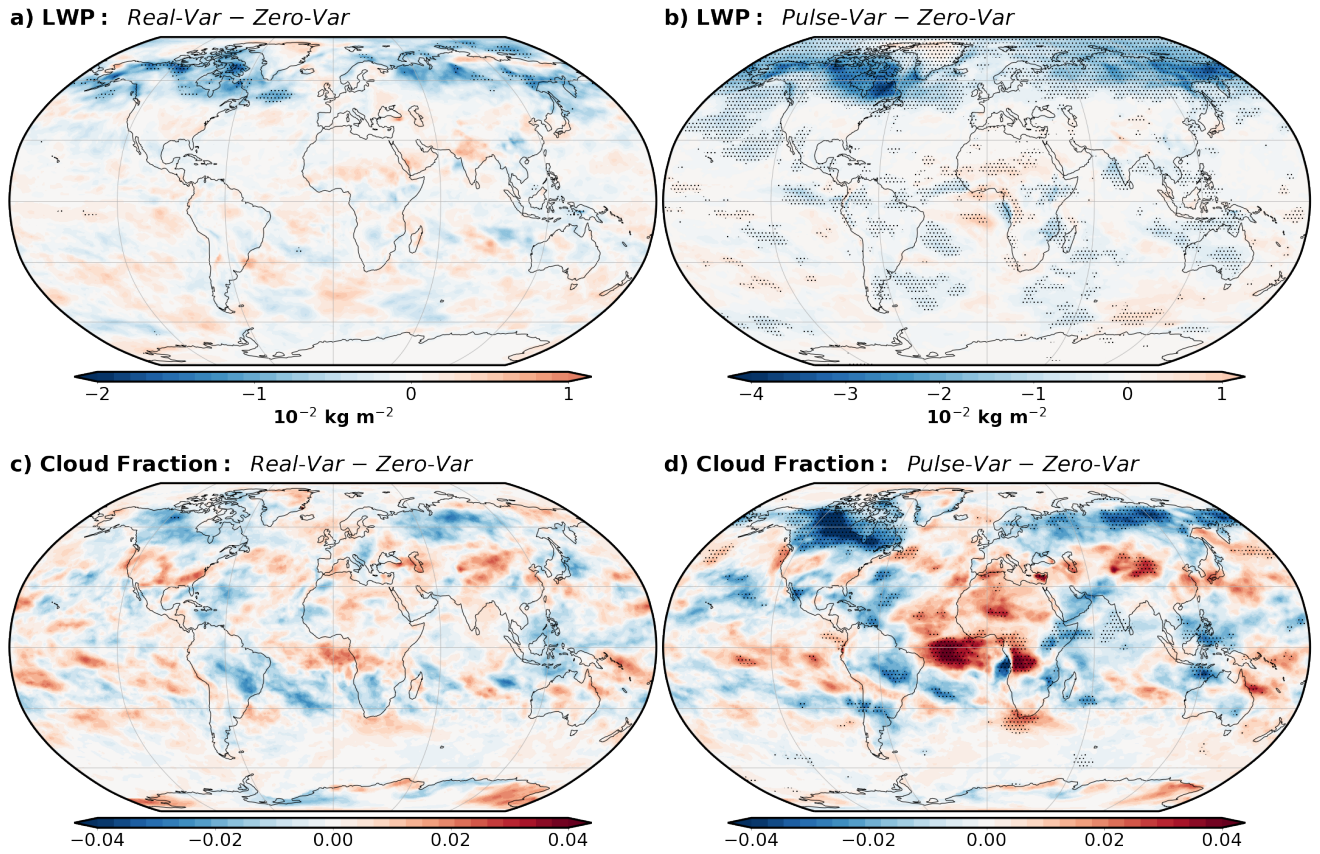 a) LWP: Real-Var − Zero-Var
b) LWP: Pulse-Var − Zero-Var
−2 −1 0 1
10⁻² kg m⁻²
−4 −3 −2 −1 0 1
10⁻² kg m⁻²
c) Cloud Fraction: Real-Var − Zero-Var
d) Cloud Fraction: Pulse-Var − Zero-Var
−0.04 −0.02 0.00 0.02 0.04
−0.04 −0.02 0.00 0.02 0.04